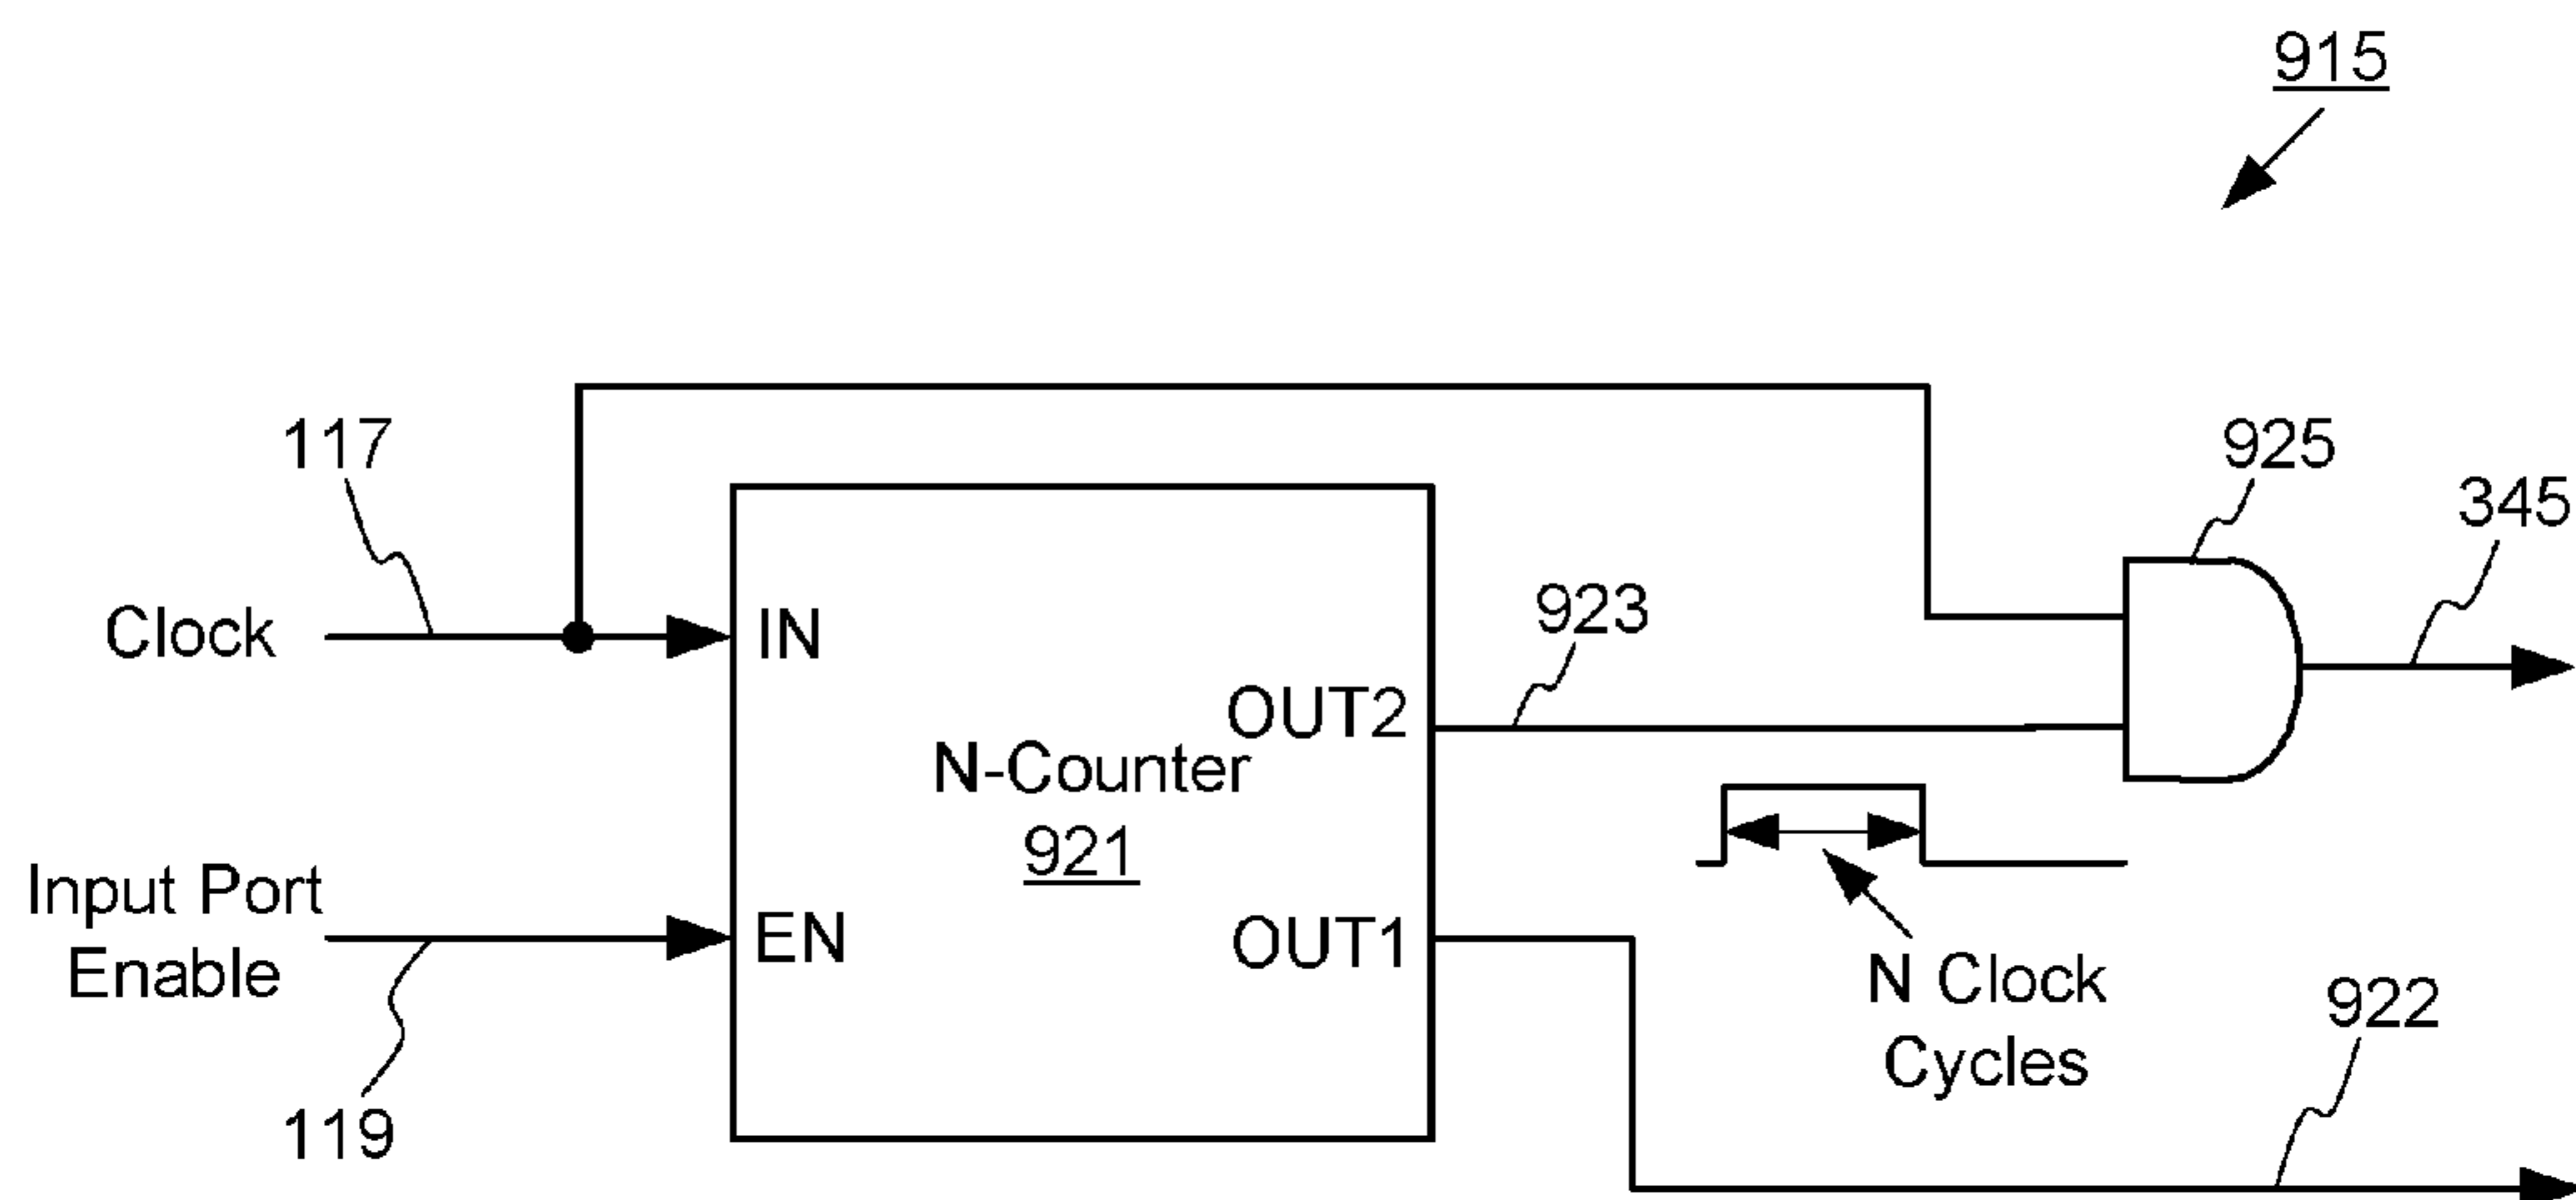 915
117
925
345
Clock
IN
923
OUT2
N-Counter
921
Input Port
Enable
EN
OUT1
N Clock
Cycles
922
119